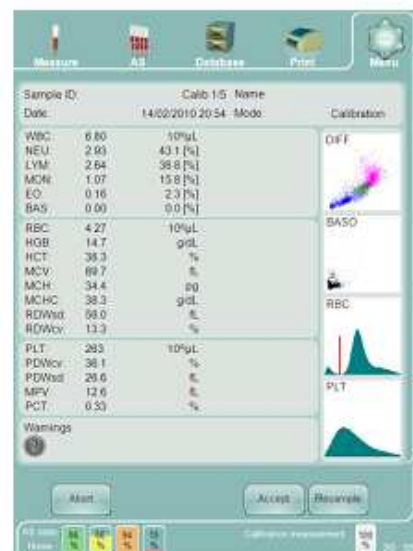 Measure AS Database Print Menu
Sample ID: Calib 1/5 Name
Date: 14/02/2010 20:54 Mode: Calibration
WBC: 6.80 10³/µL
NEU: 2.93 43.1 [%]
LYM: 2.64 38.8 [%]
MON: 1.07 15.8 [%]
EO: 0.16 2.3 [%]
BAS: 0.00 0.0 [%]
DIFF
RBC: 4.27
HGB: 14.7 g/dL
HCT: 38.3 %
MCV: 89.7 fL
MCH: 34.4 pg
MCHC: 38.3 g/dL
RDWsd: 58.0 fL
RDWcv: 13.3 %
BASO
RBC
PLT: 263
PDWcv: 36.1 %
PDWsd: 26.6 fL
MPV: 12.6 fL
PCT: 0.33 %
PLT
Warnings
Abort Accept Resample
Calibration measurement